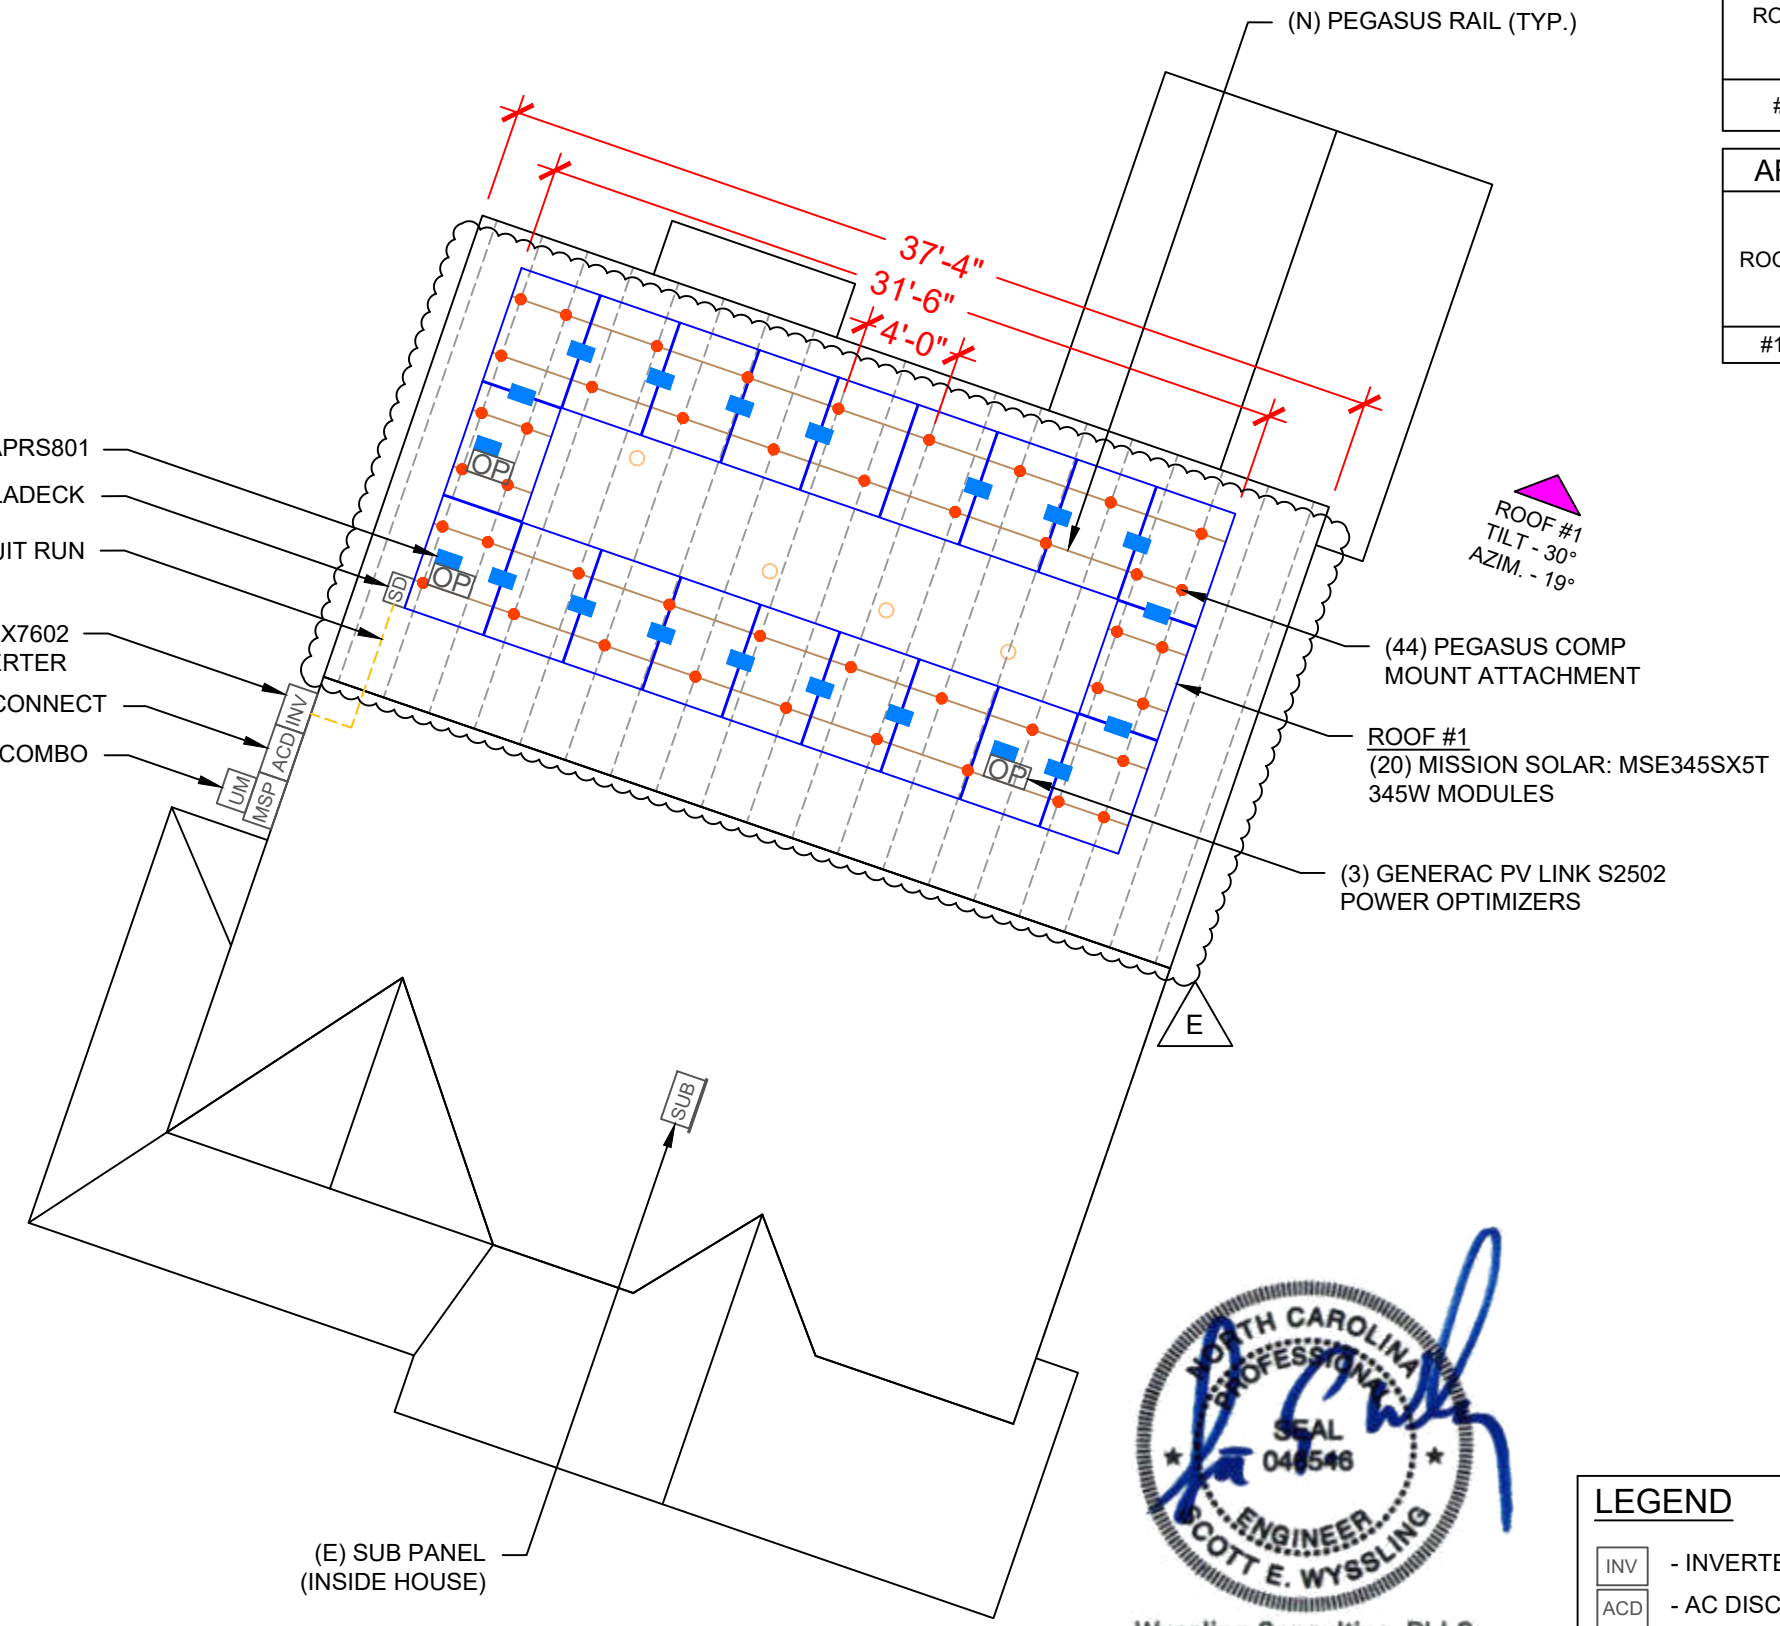 (N) PEGASUS RAIL (TYP.)
37'-4"
31'-6"
4'-0"
APRS801
LADECK
IT RUN
X7602
ERTER
CONNECT
COMBO
OP
OP
OP
SD
INV
ACD
UM
MSP
SUB
ROOF #1
TILT - 30°
AZIM. - 19°
(44) PEGASUS COMP
MOUNT ATTACHMENT
ROOF #1
(20) MISSION SOLAR: MSE345SX5T
345W MODULES
(3) GENERAC PV LINK S2502
POWER OPTIMIZERS
E
(E) SUB PANEL
(INSIDE HOUSE)
NORTH CAROLINA
PROFESSIONAL
SEAL
046546
ENGINEER
SCOTT E. WYSSLING
LEGEND
INV - INVERTE
ACD - AC DISC
RO
#
AR
ROO
#1